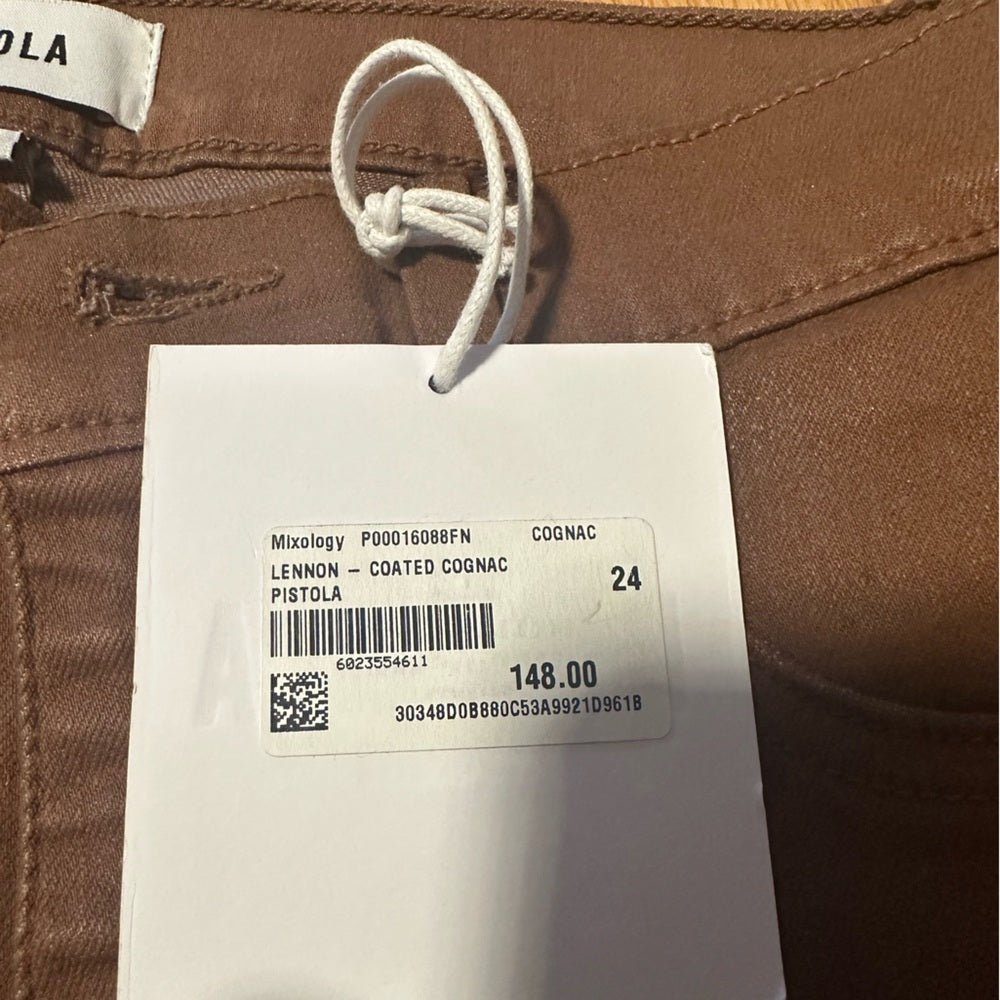 OLA
Mixology P00016088FN COGNAC
LENNON – COATED COGNAC
PISTOLA
24
6023554611
148.00
30348D0B880C53A9921D961B